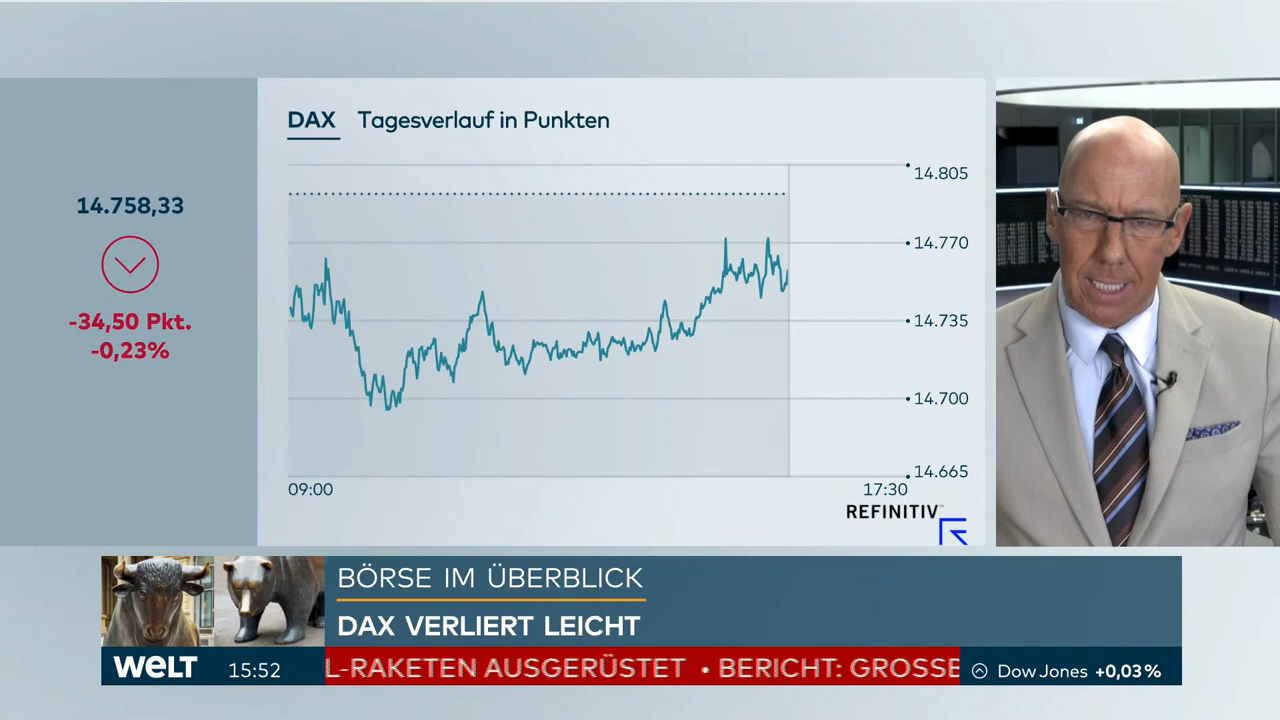 DAX Tagesverlauf in Punkten
14.758,33
-34,50 Pkt.
-0,23%
14.805
14.770
14.735
14.700
14.665
09:00 17:30
REFINITIV
BÖRSE IM ÜBERBLICK
DAX VERLIERT LEICHT
welt 15:52 L-RAKETEN AUSGERÜSTET • BERICHT: GROSSE Dow Jones +0,03%